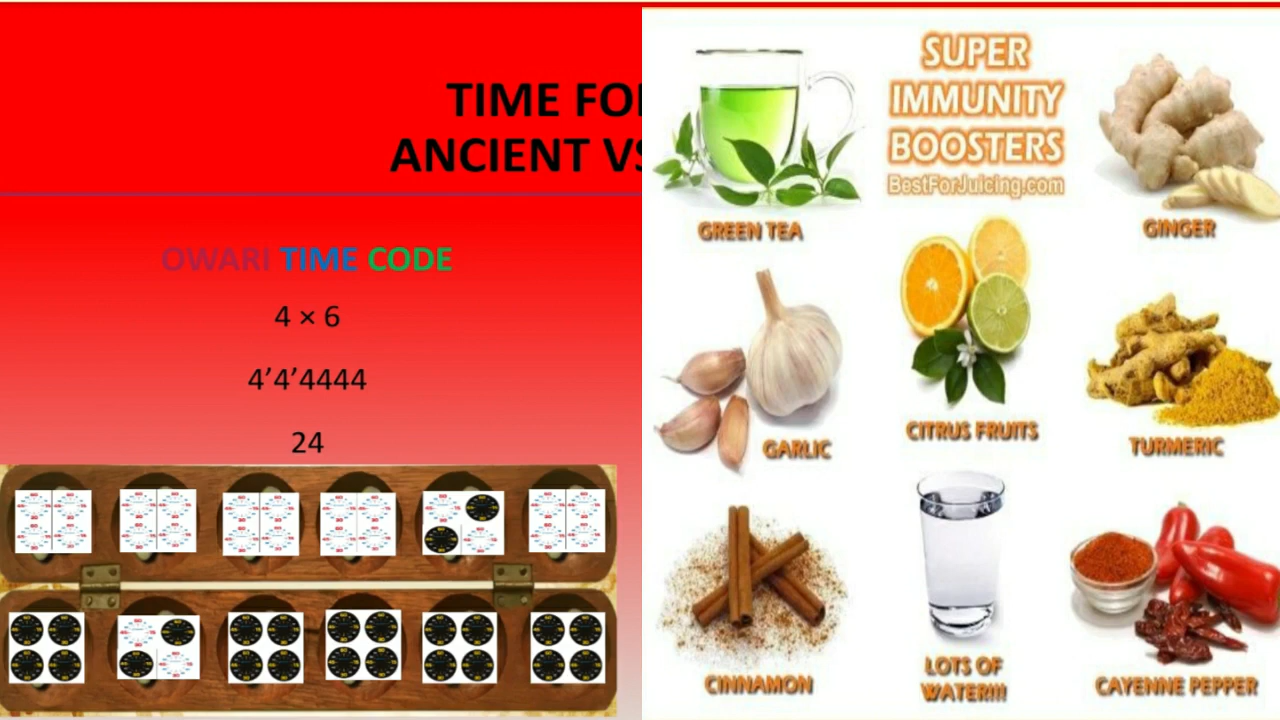 TIME FO
ANCIENT VS
OWARI TIME CODE
4 × 6
4’4’4444
24
SUPER
IMMUNITY
BOOSTERS
BestForJuicing.com
GREEN TEA
GINGER
GARLIC
CITRUS FRUITS
TURMERIC
CINNAMON
LOTS OF
WATER!!!
CAYENNE PEPPER